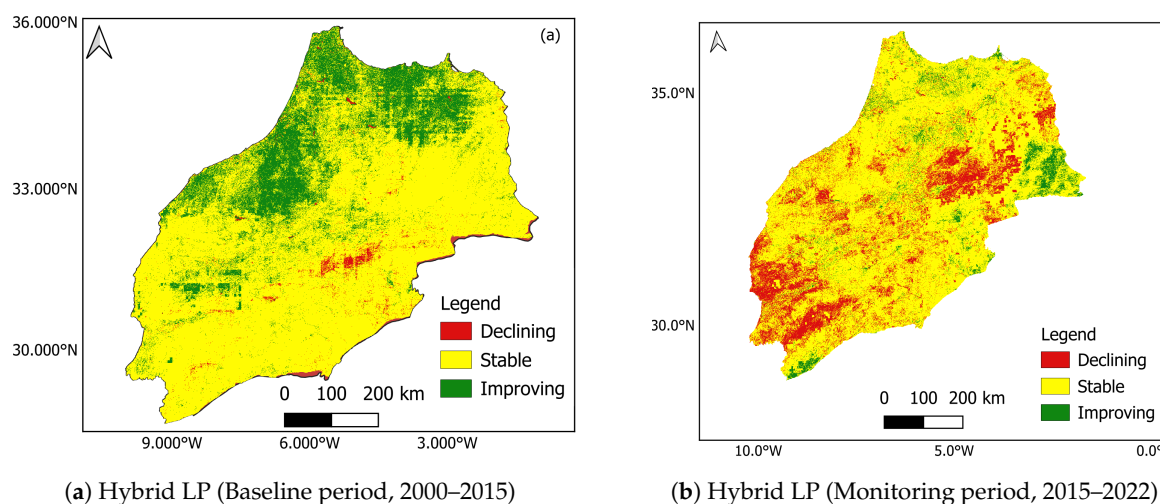 36.000°N
(a)
33.000°N
30.000°N
Legend
Declining
Stable
Improving
0 100 200 km
9.000°W 6.000°W 3.000°W
(a) Hybrid LP (Baseline period, 2000–2015)
35.0°N
30.0°N
Legend
Declining
Stable
Improving
0 100 200 km
10.0°W 5.0°W 0.0°
(b) Hybrid LP (Monitoring period, 2015–2022)